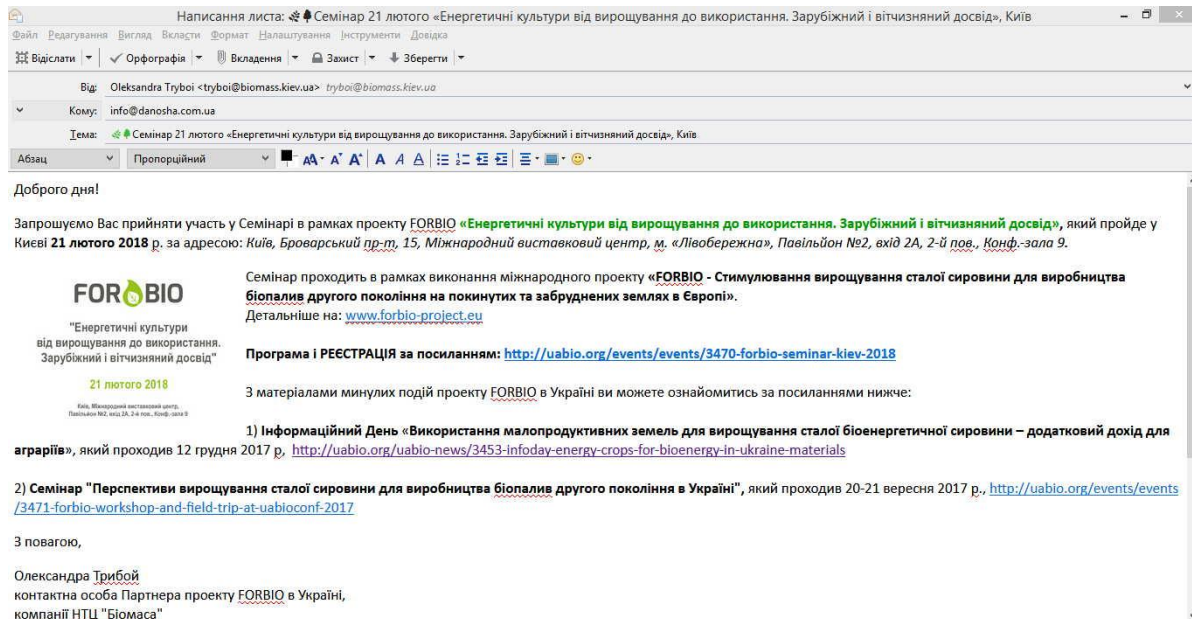 Написання листа: Семінар 21 лютого «Енергетичні культури від вирощування до використання. Зарубіжний і вітчизняний досвід», Київ
Файл Редагування Вигляд Вкласти Формат Налаштування Інструменти Довідка
Відіслати Орфографія Вкладення Захист Зберегти
Від: Oleksandra Tryboi <tryboi@biomass.kiev.ua> tryboi@biomass.kiev.ua
Кому: info@danosha.com.ua
Тема: Семінар 21 лютого «Енергетичні культури від вирощування до використання. Зарубіжний і вітчизняний досвід», Київ
Абзац Пропорційний
Доброго дня!
Запрошуємо Вас прийняти участь у Семінарі в рамках проекту FORBIO «Енергетичні культури від вирощування до використання. Зарубіжний і вітчизняний досвід», який пройде у
Києві 21 лютого 2018 р. за адресою: Київ, Броварський пр-т, 15, Міжнародний виставковий центр, м. «Лівобережна», Павільйон №2, вхід 2А, 2-й пов., Конф.-зала 9.
FORBIO
"Енергетичні культури
від вирощування до використання.
Зарубіжний і вітчизняний досвід"
21 лютого 2018
Київ, Міжнародний виставковий центр,
Павільйон №2, вхід 2А, 2-й пов., Конф-зала 9
Семінар проходить в рамках виконання міжнародного проекту «FORBIO - Стимулювання вирощування сталої сировини для виробництва
біопалив другого покоління на покинутих та забруднених землях в Європі».
Детальніше на: www.forbio-project.eu
Програма і РЕЄСТРАЦІЯ за посиланням: http://uabio.org/events/events/3470-forbio-seminar-kiev-2018
З матеріалами минулих подій проекту FORBIO в Україні ви можете ознайомитись за посиланнями нижче:
1) Інформаційний День «Використання малопродуктивних земель для вирощування сталої біоенергетичної сировини – додатковий дохід для
аграріїв», який проходив 12 грудня 2017 р, http://uabio.org/uabio-news/3453-infoday-energy-crops-for-bioenergy-in-ukraine-materials
2) Семінар "Перспективи вирощування сталої сировини для виробництва біопалив другого покоління в Україні", який проходив 20-21 вересня 2017 р., http://uabio.org/events/events
/3471-forbio-workshop-and-field-trip-at-uabioconf-2017
З повагою,
Олександра Трибой
контактна особа Партнера проекту FORBIO в Україні,
компанії НТЦ "Біомаса"